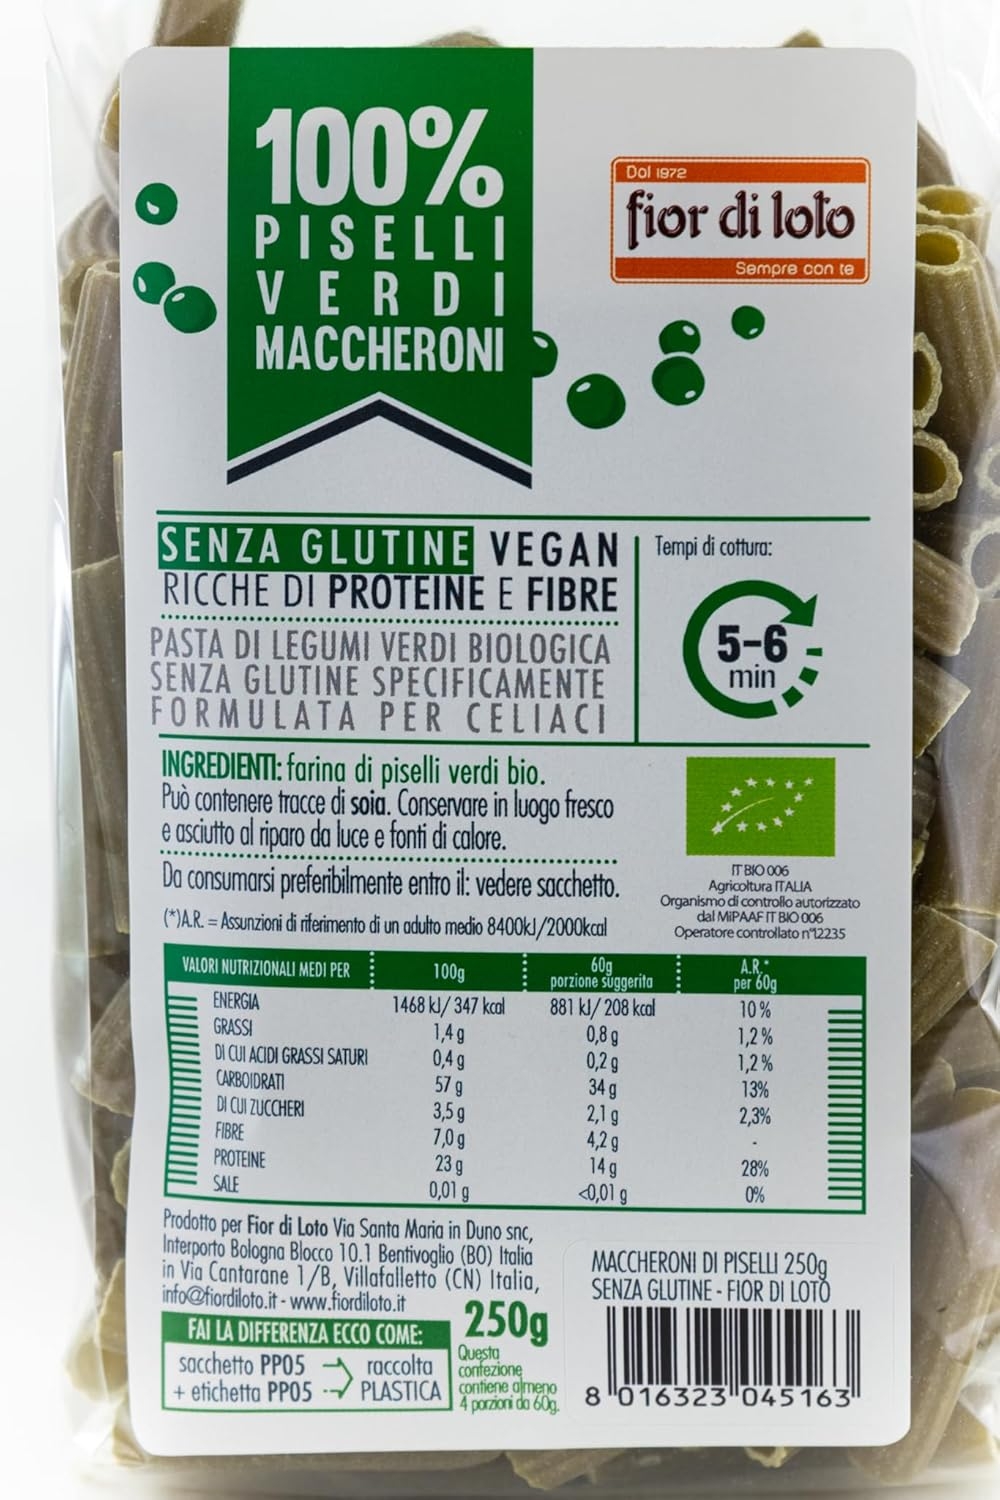 100%
PISELLI
VERDI
MACCHERONI
Dal 1972
fior di loto
Sempre con te
SENZA GLUTINE VEGAN
RICCHE DI PROTEINE E FIBRE
PASTA DI LEGUMI VERDI BIOLOGICA
SENZA GLUTINE SPECIFICAMENTE
FORMULATA PER CELIACI
Tempi di cottura:
5-6
min
INGREDIENTI: farina di piselli verdi bio.
Può contenere tracce di soia. Conservare in luogo fresco
e asciutto al riparo da luce e fonti di calore.
Da consumarsi preferibilmente entro il: vedere sacchetto.
(*)A.R. = Assunzioni di riferimento di un adulto medio 8400kJ/2000kcal
IT BIO 006
Agricoltura ITALIA
Organismo di controllo autorizzato
dal MiPAAF IT BIO 006
Operatore controllato n°12235
VALORI NUTRIZIONALI MEDI PER 100g 60g porzione suggerita A.R.* per 60g
ENERGIA 1468 kJ/ 347 kcal 881 kJ/ 208 kcal 10%
GRASSI 1,4 g 0,8 g 1,2%
DI CUI ACIDI GRASSI SATURI 0,4 g 0,2 g 1,2%
CARBOIDRATI 57 g 34 g 13%
DI CUI ZUCCHERI 3,5 g 2,1 g 2,3%
FIBRE 7,0 g 4,2 g -
PROTEINE 23 g 14 g 28%
SALE 0,01 g <0,01 g 0%
Prodotto per Fior di Loto Via Santa Maria in Duno snc,
Interporto Bologna Blocco 10.1 Bentivoglio (BO) Italia
in Via Cantarane 1/B, Villafalletto (CN) Italia,
info@fiordiloto.it - www.fiordiloto.it
FAI LA DIFFERENZA ECCO COME:
sacchetto PP05 → raccolta
+ etichetta PP05 --→ PLASTICA
250g
Questa
confezione
contiene almeno
4 porzioni da 60g.
MACCHERONI DI PISELLI 250g
SENZA GLUTINE - FIOR DI LOTO
8 016323 045163